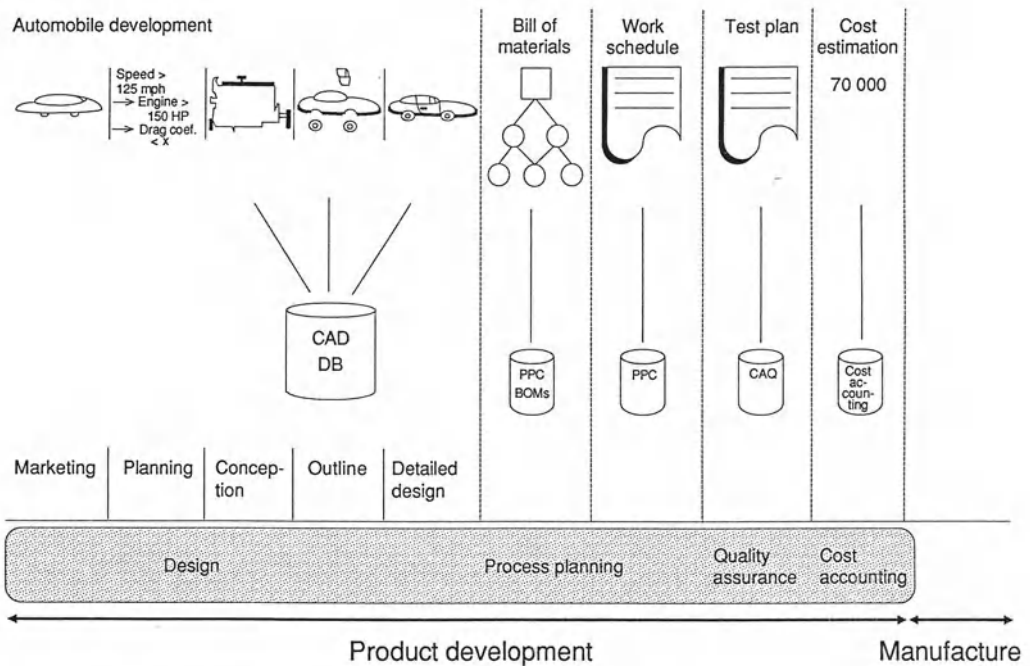 Automobile development
Bill of
materials
Work
schedule
Test plan
Cost
estimation
Speed >
125 mph
→ Engine >
150 HP
→ Drag coef.
< x
70 000
CAD
DB
PPC
BOMs
PPC
CAQ
Cost
ac-
coun-
ting
Marketing
Planning
Concep-
tion
Outline
Detailed
design
Design
Process planning
Quality
assurance
Cost
accounting
Product development
Manufacture